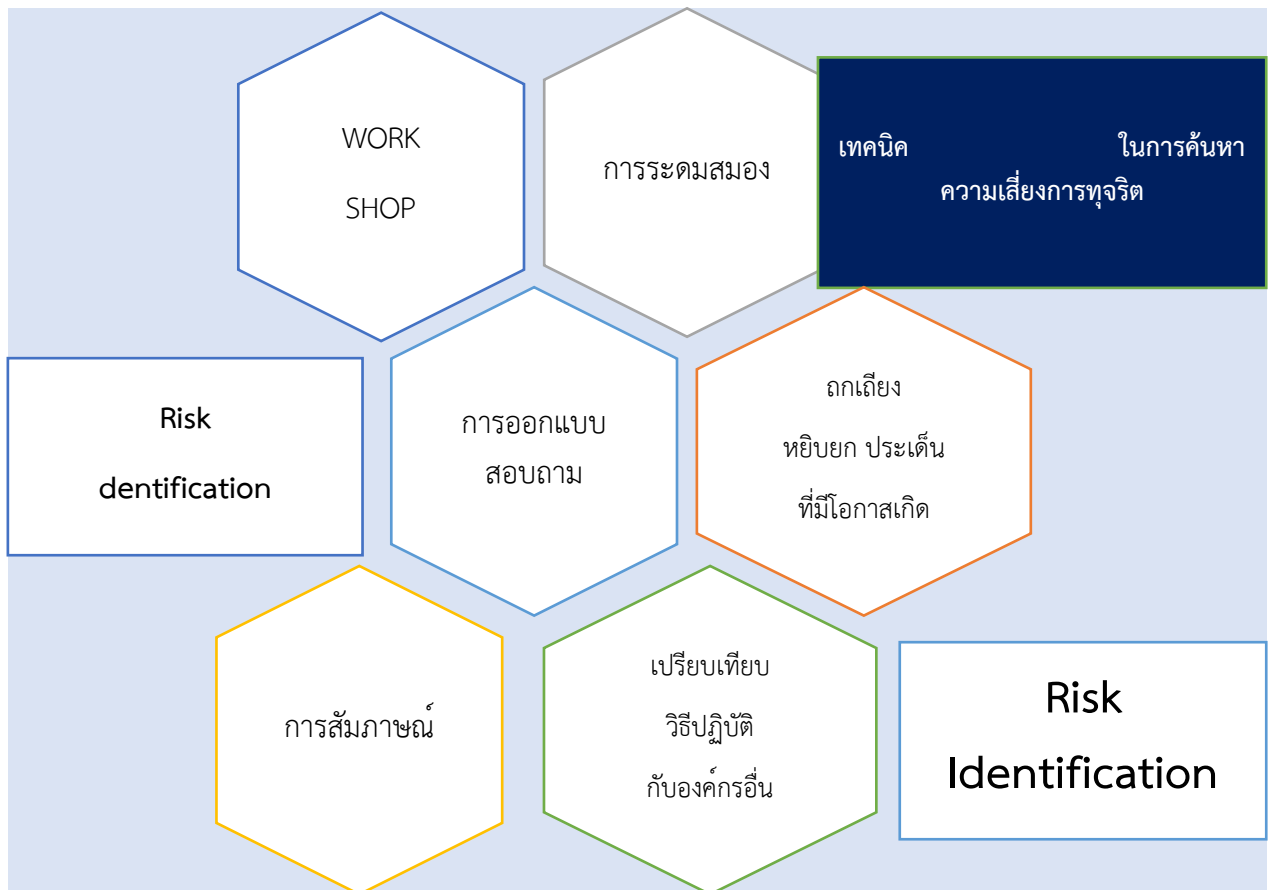 WORK
SHOP
การระดมสมอง
เทคนิค ในการค้นหา
ความเสี่ยงการทุจริต
Risk
dentification
การออกแบบ
สอบถาม
ถกเถียง
หยิบยก ประเด็น
ที่มีโอกาสเกิด
การสัมภาษณ์
เปรียบเทียบ
วิธีปฏิบัติ
กับองค์กรอื่น
Risk
Identification